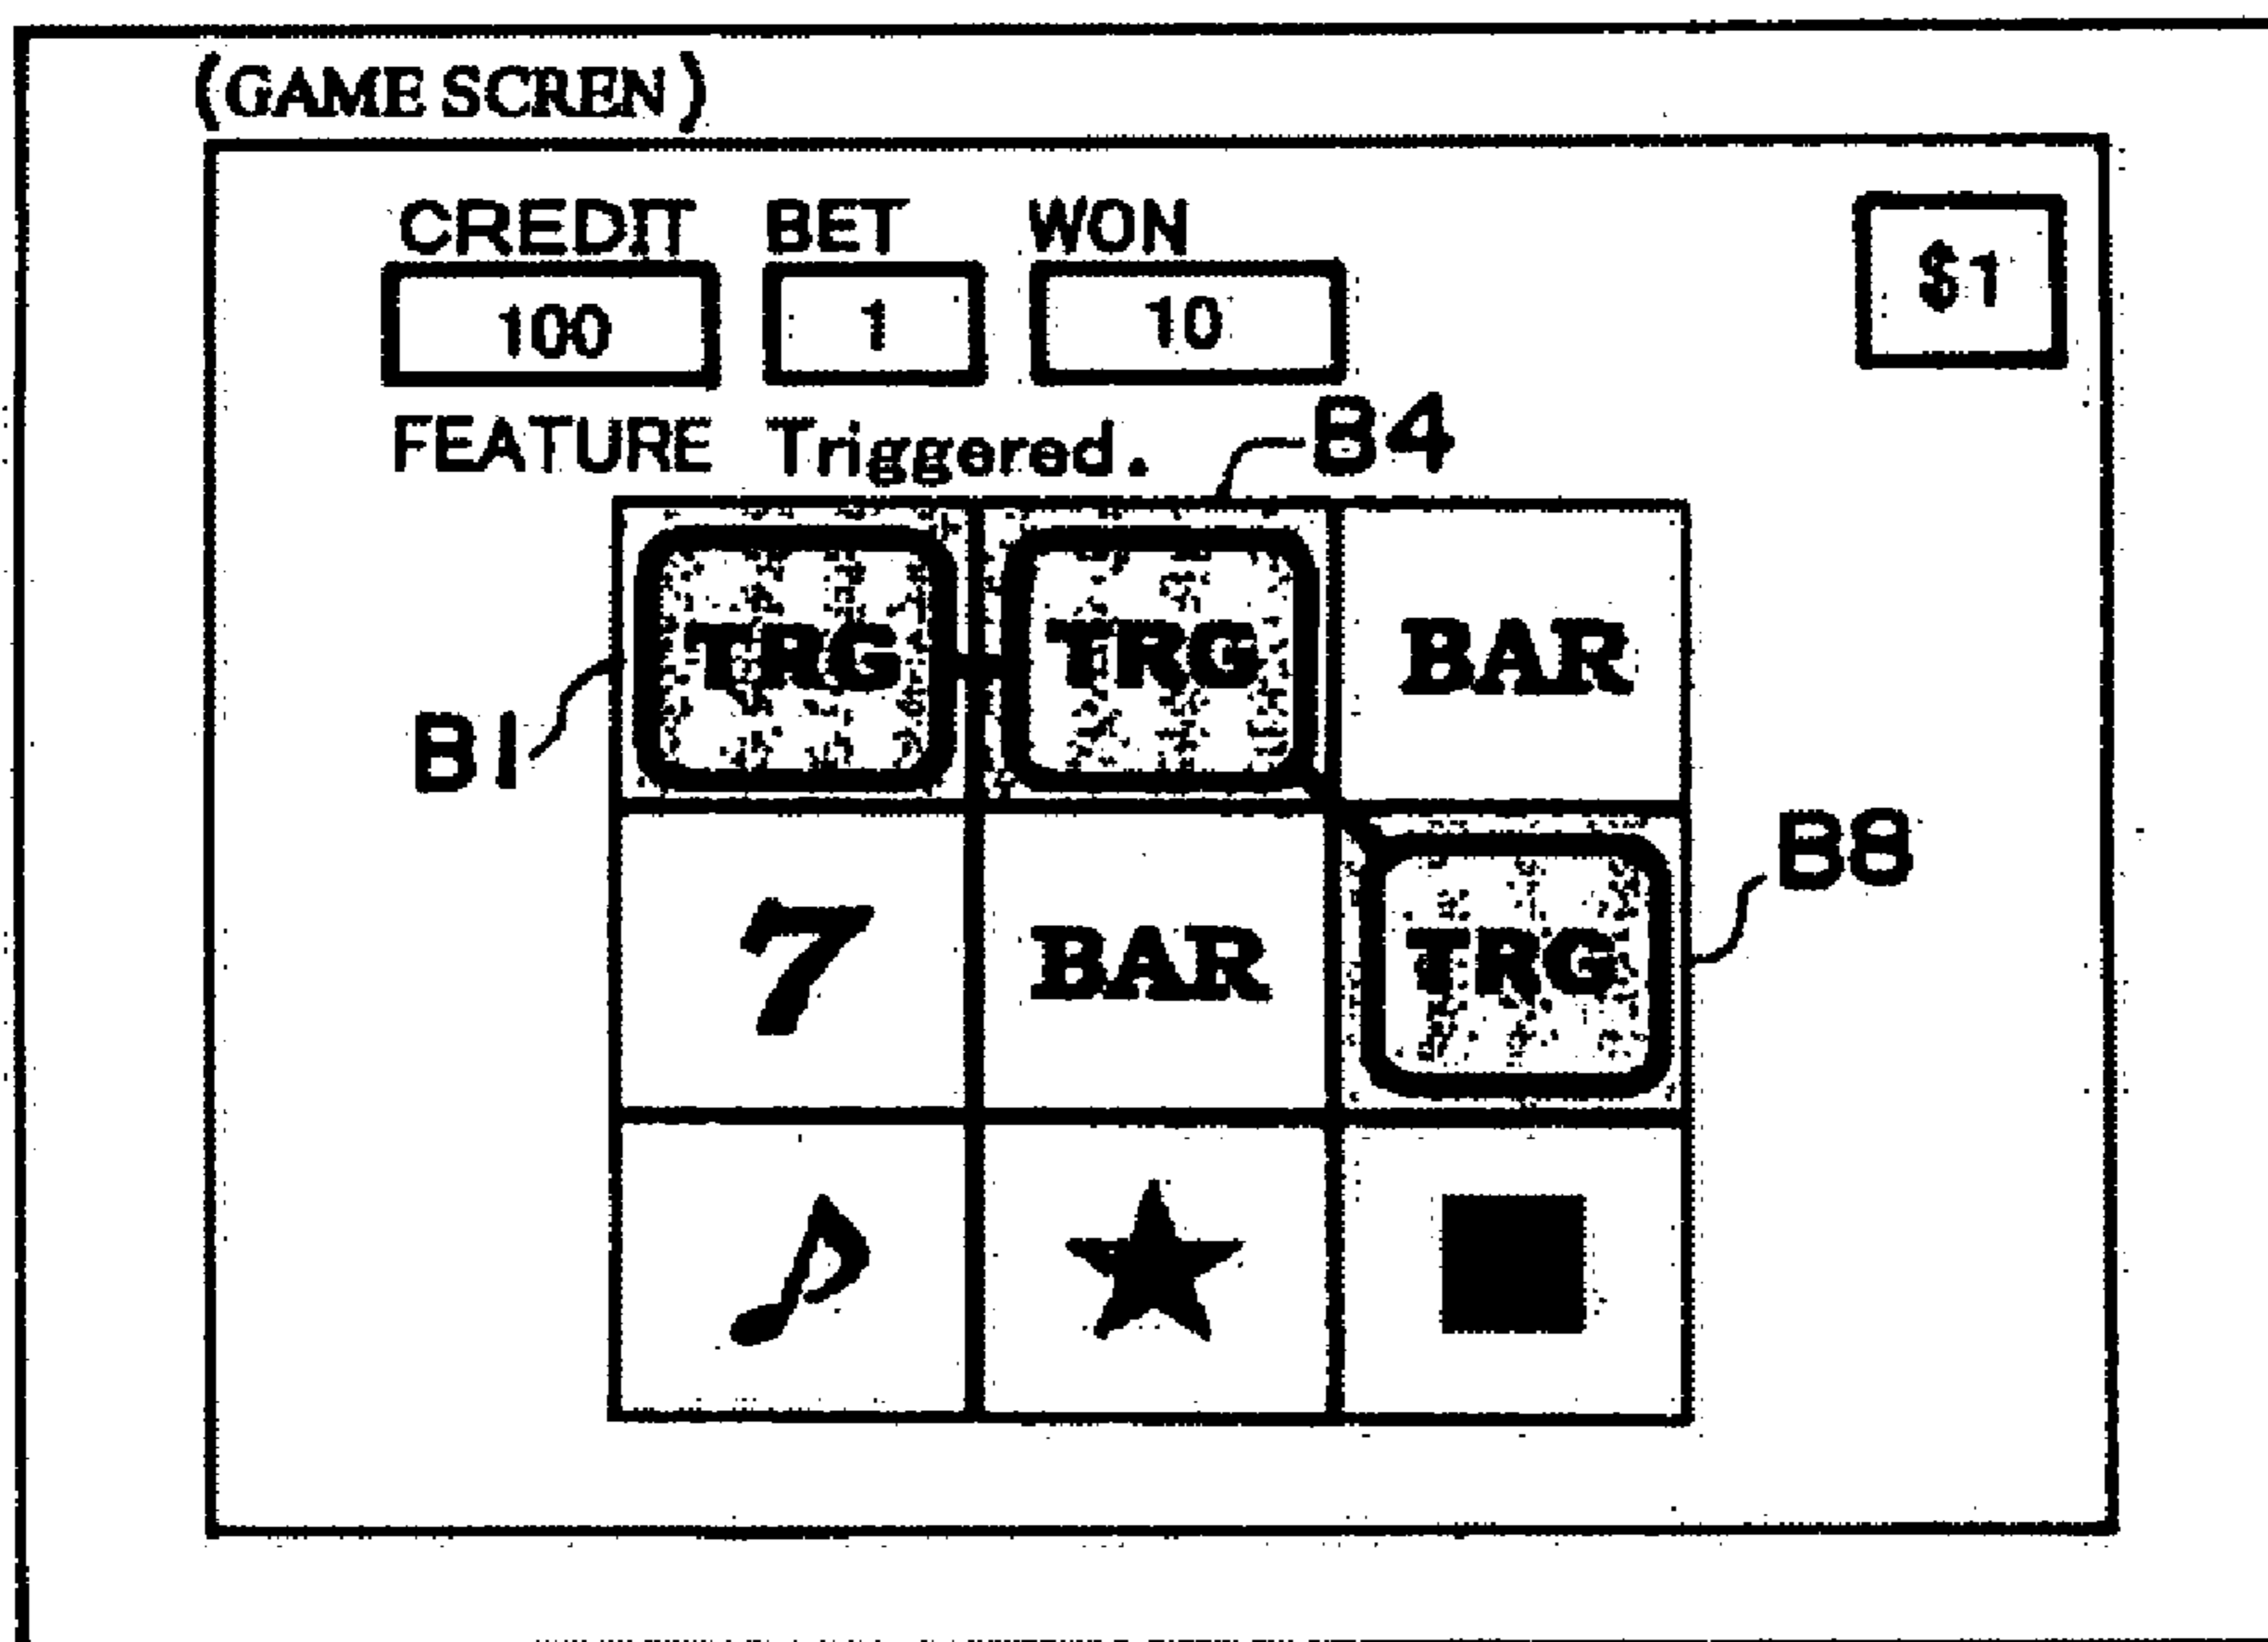 (GAME SCREN)
CREDIT BET WON
$1
100 1 10
FEATURE Triggered.
B4
TRG TRG BAR
B1
B8
7 BAR TRG